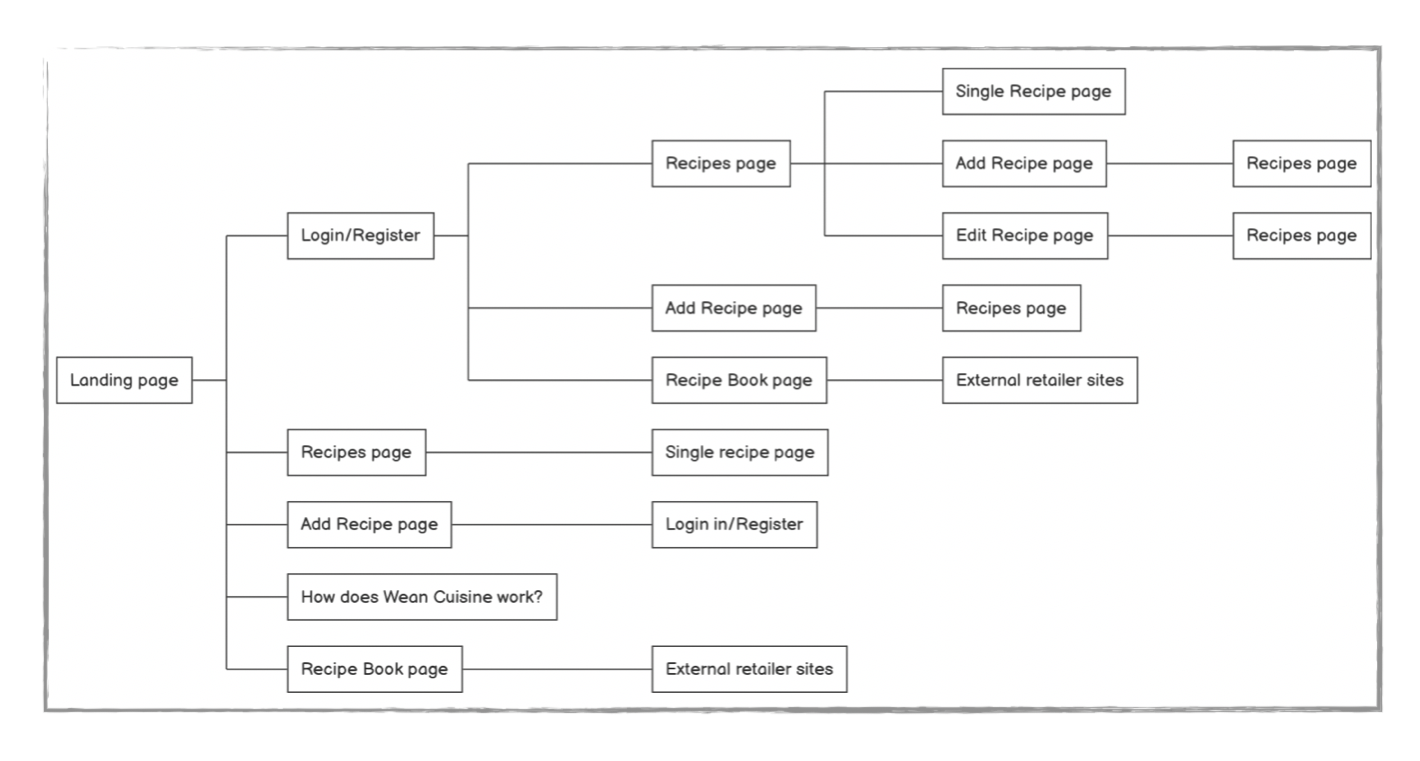 Single Recipe page
Recipes page
Add Recipe page
Recipes page
Login/Register
Edit Recipe page
Recipes page
Add Recipe page
Recipes page
Landing page
Recipe Book page
External retailer sites
Recipes page
Single recipe page
Add Recipe page
Login in/Register
How does Wean Cuisine work?
Recipe Book page
External retailer sites